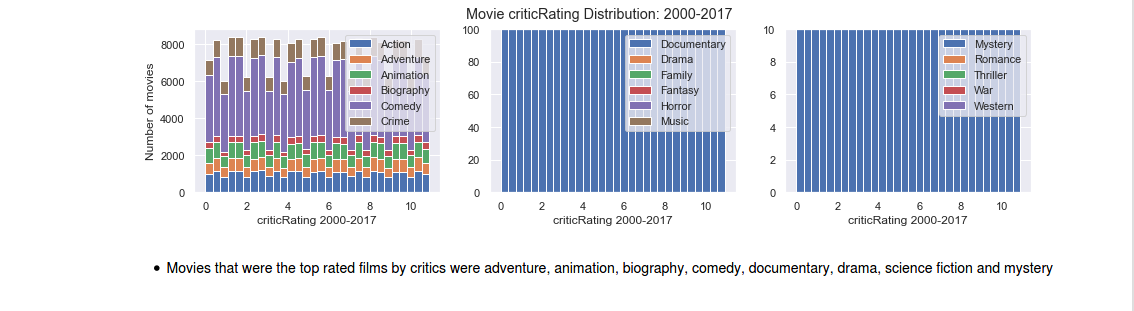 Movie criticRating Distribution: 2000-2017
Number of movies
8000
6000
4000
2000
0
Action
Adventure
Animation
Biography
Comedy
Crime
0 2 4 6 8 10
criticRating 2000-2017
100
80
60
40
20
0
Documentary
Drama
Family
Fantasy
Horror
Music
0 2 4 6 8 10
criticRating 2000-2017
10
8
6
4
2
0
Mystery
Romance
Thriller
War
Western
0 2 4 6 8 10
criticRating 2000-2017
• Movies that were the top rated films by critics were adventure, animation, biography, comedy, documentary, drama, science fiction and mystery